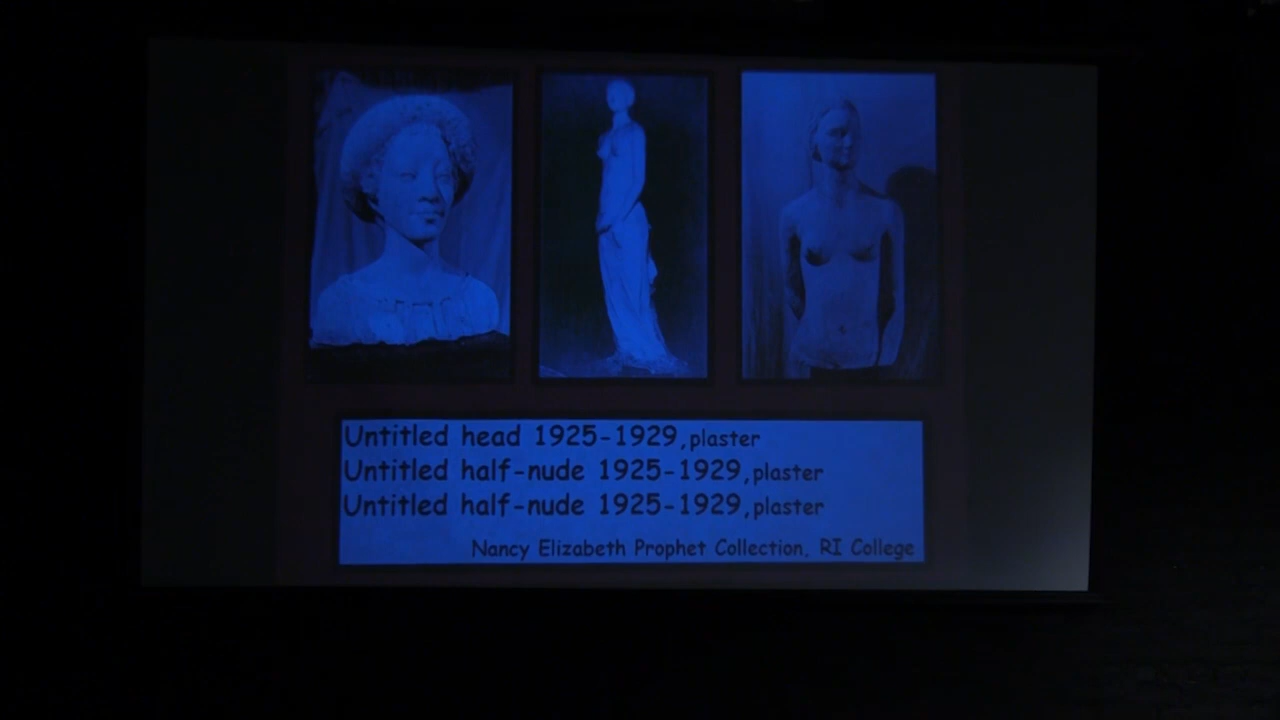 Untitled head 1925-1929, plaster
Untitled half-nude 1925-1929, plaster
Untitled half-nude 1925-1929, plaster
Nancy Elizabeth Prophet Collection, RI College